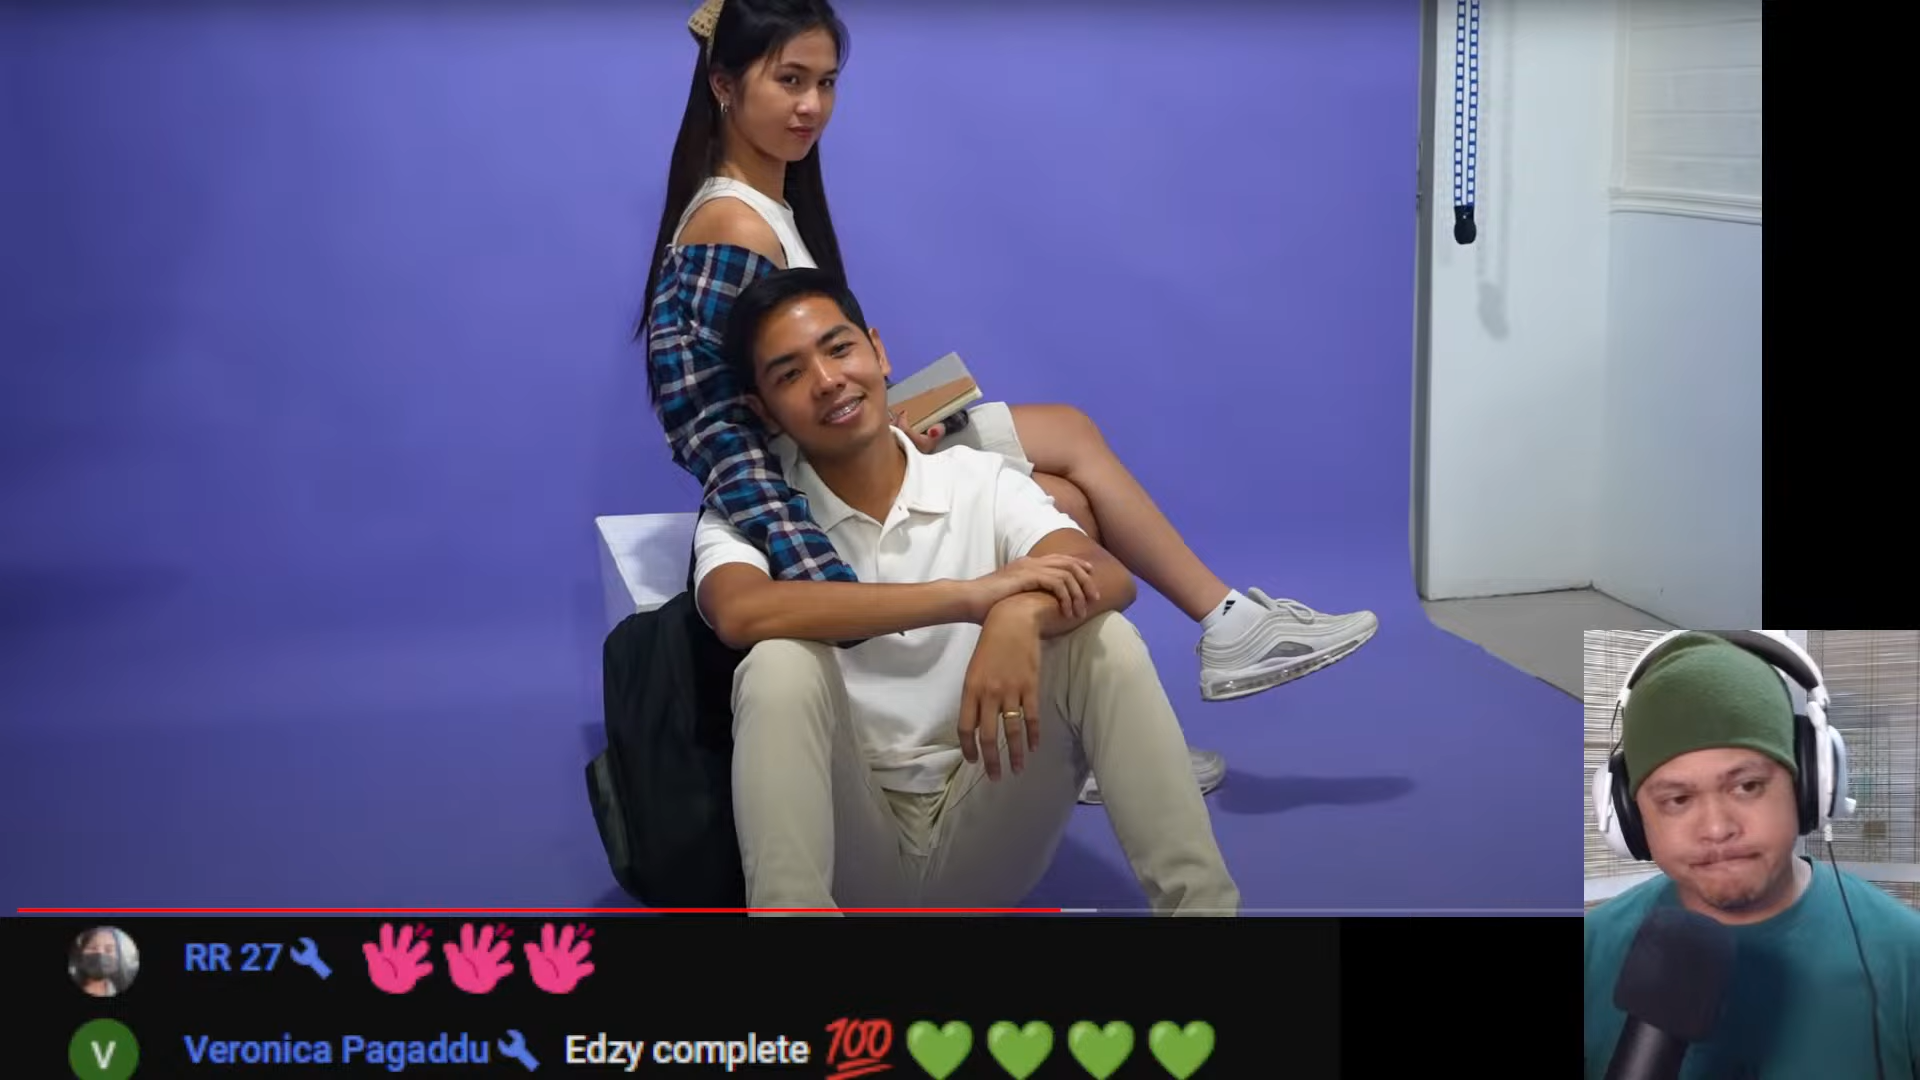 RR 27
V
Veronica Pagaddu Edzy complete 💯💚💚💚💚